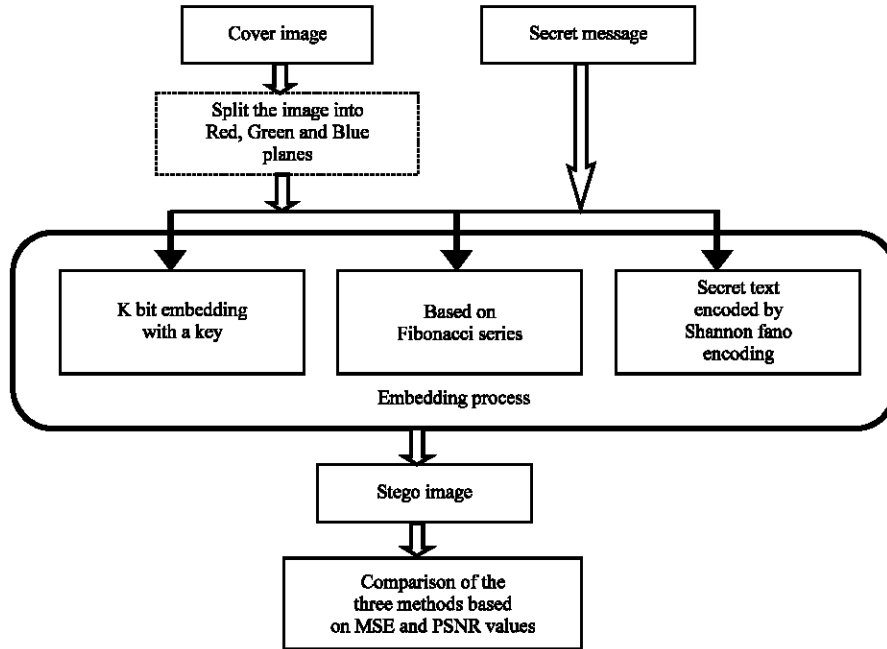 Cover image
Secret message
Split the image into
Red, Green and Blue
planes
K bit embedding
with a key
Based on
Fibonacci series
Secret text
encoded by
Shannon fano
encoding
Embedding process
Stego image
Comparison of the
three methods based
on MSE and PSNR values